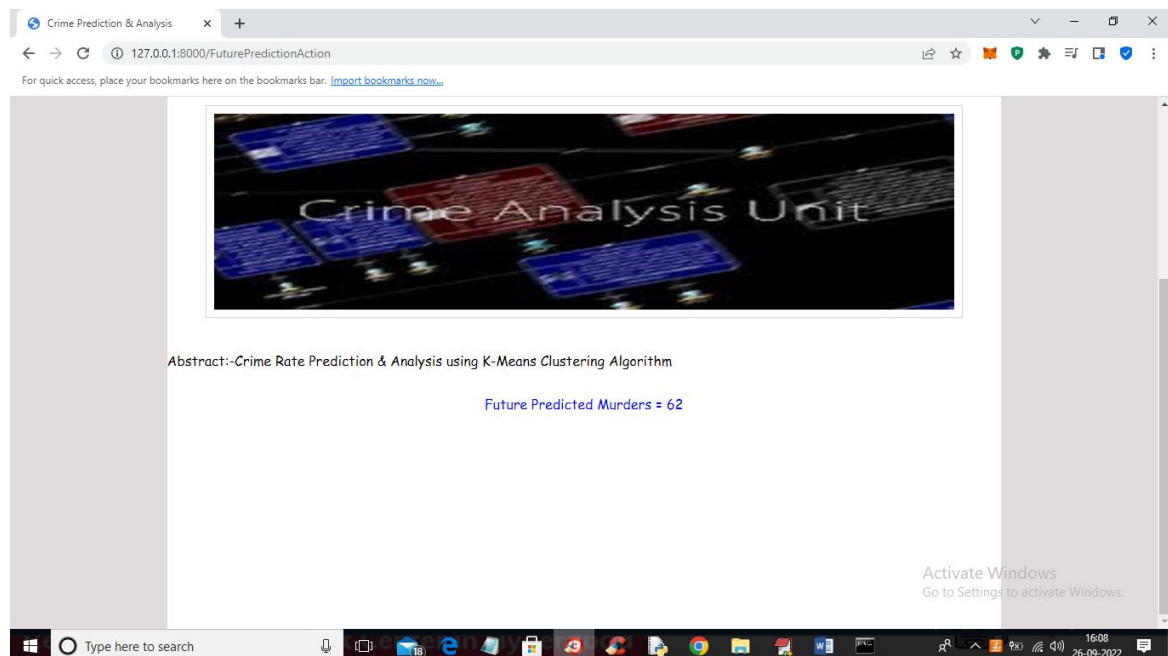 Crime Prediction & Analysis
127.0.0.1:8000/FuturePredictionAction
For quick access, place your bookmarks here on the bookmarks bar. Import bookmarks now...
Crime Analysis Unit
Abstract:-Crime Rate Prediction & Analysis using K-Means Clustering Algorithm
Future Predicted Murders = 62
Activate Windows
Go to Settings to activate Windows.
Type here to search
18
16:08
26-09-2022